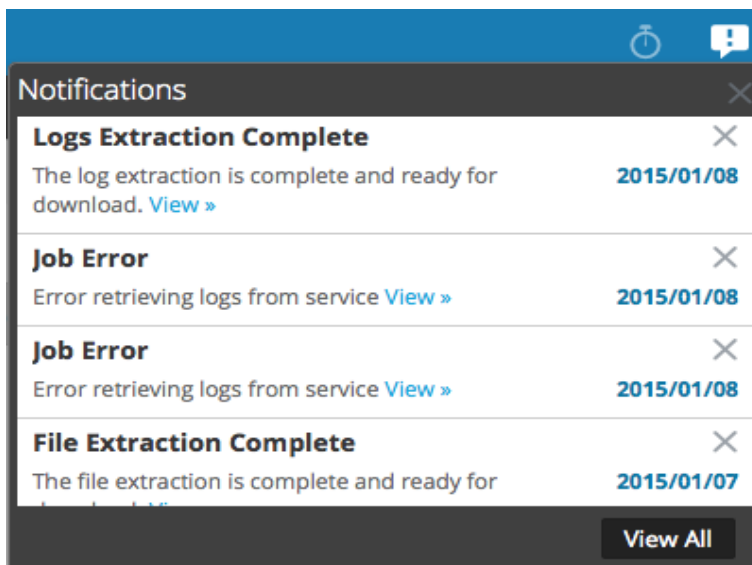 Notifications
Logs Extraction Complete
The log extraction is complete and ready for 2015/01/08
download. View »
Job Error
Error retrieving logs from service View » 2015/01/08
Job Error
Error retrieving logs from service View » 2015/01/08
File Extraction Complete
The file extraction is complete and ready for 2015/01/07
View All